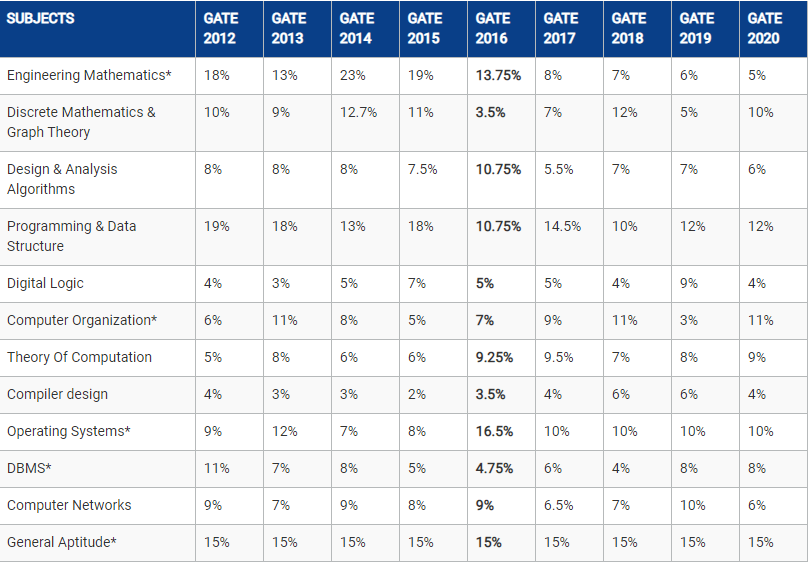 SUBJECTS GATE 2012 GATE 2013 GATE 2014 GATE 2015 GATE 2016 GATE 2017 GATE 2018 GATE 2019 GATE 2020
Engineering Mathematics* 18% 13% 23% 19% 13.75% 8% 7% 6% 5%
Discrete Mathematics & 10% 9% 12.7% 11% 3.5% 7% 12% 5% 10%
Graph Theory
Design & Analysis 8% 8% 8% 7.5% 10.75% 5.5% 7% 7% 6%
Algorithms
Programming & Data 19% 18% 13% 18% 10.75% 14.5% 10% 12% 12%
Structure
Digital Logic 4% 3% 5% 7% 5% 5% 4% 9% 4%
Computer Organization* 6% 11% 8% 5% 7% 9% 11% 3% 11%
Theory Of Computation 5% 8% 6% 6% 9.25% 9.5% 7% 8% 9%
Compiler design 4% 3% 3% 2% 3.5% 4% 6% 6% 4%
Operating Systems* 9% 12% 7% 8% 16.5% 10% 10% 10% 10%
DBMS* 11% 7% 8% 5% 4.75% 6% 4% 8% 8%
Computer Networks 9% 7% 9% 8% 9% 6.5% 7% 10% 6%
General Aptitude* 15% 15% 15% 15% 15% 15% 15% 15% 15%